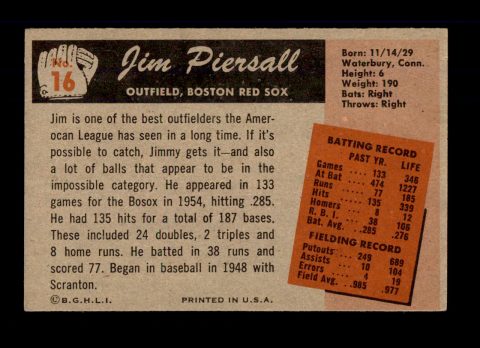 No.
16
Jim Piersall
OUTFIELD, BOSTON RED SOX
Born: 11/14/29
Waterbury, Conn.
Height: 6
Weight: 190
Bats: Right
Throws: Right
Jim is one of the best outfielders the Amer-
ocan League has seen in a long time. If it's
possible to catch, Jimmy gets it—and also
a lot of balls that appear to be in the
impossible category. He appeared in 133
games for the Bosox in 1954, hitting .285.
He had 135 hits for a total of 187 bases.
These included 24 doubles, 2 triples and
8 home runs. He batted in 38 runs and
scored 77. Began in baseball in 1948 with
Scranton.
©B.G.H.L.I. PRINTED IN U.S.A.
BATTING RECORD
PAST YR. LIFE
Games .... 133 346
At Bat .... 474 1227
Runs .... 77 185
Hits .... 135 339
Homers .... 8 12
R. B. I. .... 38 106
Bat. Avg. .... .285 .276
FIELDING RECORD
Putouts .... 249 689
Assists .... 10 104
Errors .... 4 19
Field Avg. .985 .977